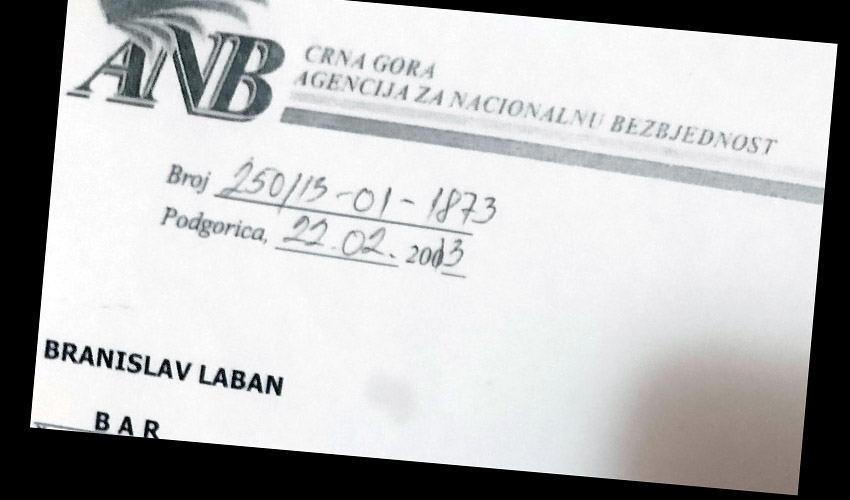 ANB
CRNA GORA
AGENCIJA ZA NACIONALNU BEZBJEDNOST
Broj 250/13-01-1873
Podgorica, 22.02. 2013
BRANISLAV LABAN
BAR